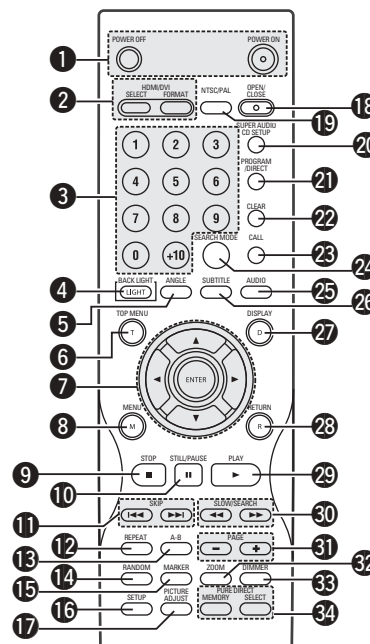 POWER OFF POWER ON
1
HDMI/DVI
SELECT FORMAT
NTSC/PAL
OPEN/
CLOSE
2
18
19
SUPER AUDIO
CD SETUP
20
1 2 3
PROGRAM
/DIRECT
21
3
4 5 6
CLEAR
22
7 8 9
SEARCH MODE
CALL
23
0 +10
24
BACK LIGHT
LIGHT
ANGLE
SUBTITLE
AUDIO
4
5
25
26
TOP MENU
T
DISPLAY
D
6
27
7
ENTER
MENU
M
RETURN
R
8
28
STOP
STILL/PAUSE
PLAY
9
10
29
SKIP
SLOW/SEARCH
11
30
REPEAT
A-B
PAGE
− +
12
13
31
RANDOM
MARKER
ZOOM
DIMMER
14
15
32
33
SETUP
PICTURE
ADJUST
PURE DIRECT
MEMORY SELECT
16
17
34